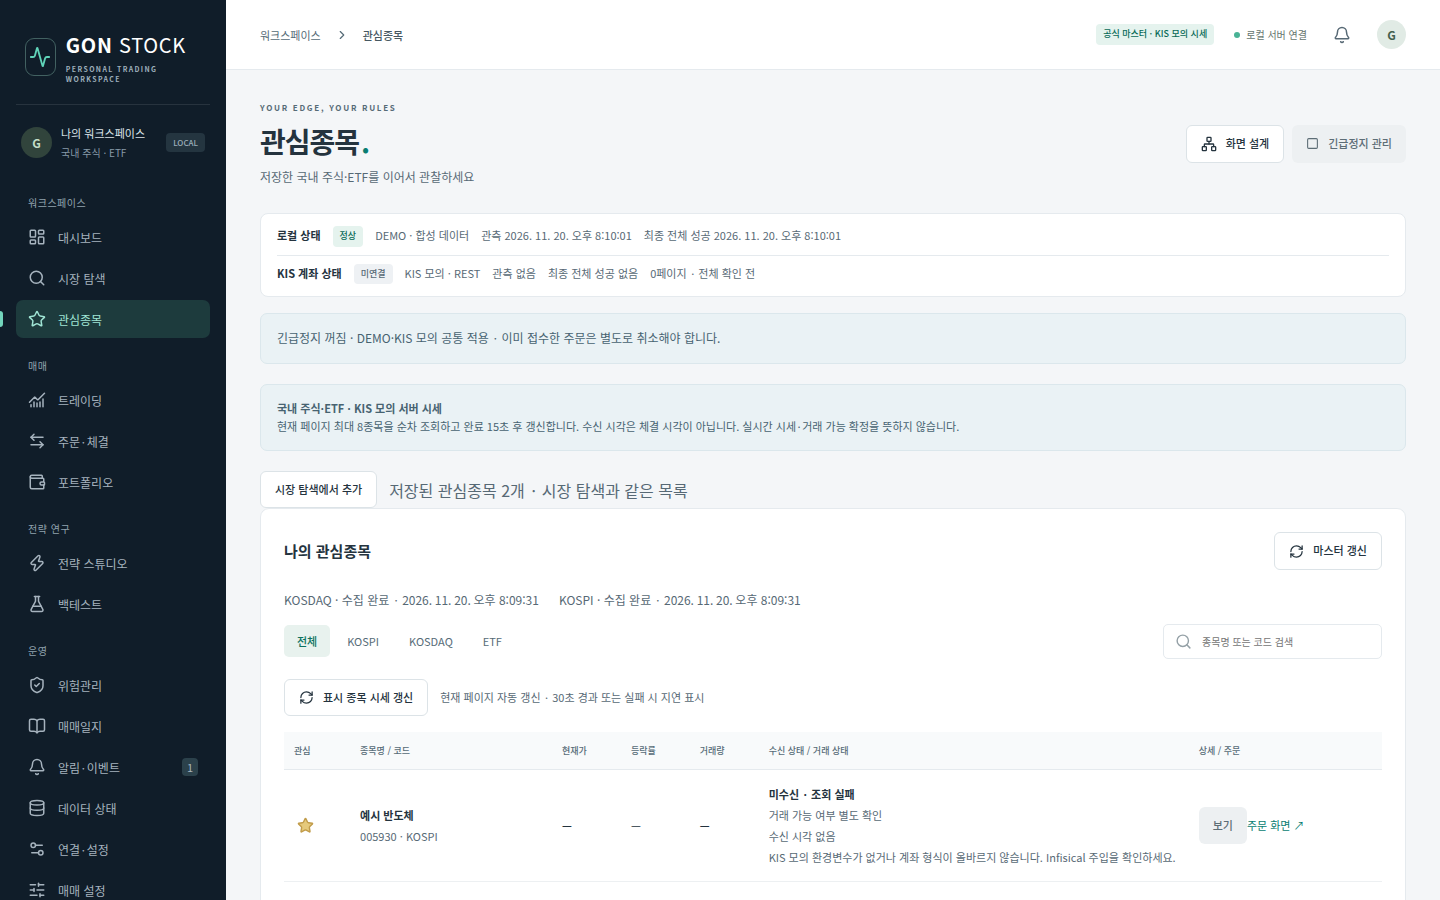 GON STOCK
PERSONAL TRADING
WORKSPACE
G
나의 워크스페이스
국내 주식 · ETF
LOCAL
워크스페이스
대시보드
시장 탐색
관심종목
매매
트레이딩
주문·체결
포트폴리오
전략 연구
전략 스튜디오
백테스트
운영
위험관리
매매일지
알림·이벤트
1
데이터 상태
연결·설정
매매 설정
워크스페이스 > 관심종목
공식 마스터 · KIS 모의 시세
로컬 서버 연결
G
YOUR EDGE, YOUR RULES
관심종목.
저장한 국내 주식·ETF를 이어서 관찰하세요
화면 설계
긴급정지 관리
로컬 상태 정상 DEMO · 합성 데이터 관측 2026. 11. 20. 오후 8:10:01 최종 전체 성공 2026. 11. 20. 오후 8:10:01
KIS 계좌 상태 미연결 KIS 모의 · REST 관측 없음 최종 전체 성공 없음 0페이지 · 전체 확인 전
긴급정지 꺼짐 · DEMO·KIS 모의 공통 적용 · 이미 접수한 주문은 별도로 취소해야 합니다.
국내 주식·ETF · KIS 모의 서버 시세
현재 페이지 최대 8종목을 순차 조회하고 완료 15초 후 갱신합니다. 수신 시각은 체결 시각이 아닙니다. 실시간 시세·거래 가능 확정을 뜻하지 않습니다.
시장 탐색에서 추가 저장된 관심종목 2개 · 시장 탐색과 같은 목록
나의 관심종목
마스터 갱신
KOSDAQ · 수집 완료 · 2026. 11. 20. 오후 8:09:31 KOSPI · 수집 완료 · 2026. 11. 20. 오후 8:09:31
전체 KOSPI KOSDAQ ETF
종목명 또는 코드 검색
표시 종목 시세 갱신 현재 페이지 자동 갱신 · 30초 경과 또는 실패 시 지연 표시
관심 종목명 / 코드 현재가 등락률 거래량 수신 상태 / 거래 상태 상세 / 주문
예시 반도체
005930 · KOSPI
— — —
미수신 · 조회 실패
거래 가능 여부 별도 확인
수신 시각 없음
KIS 모의 환경변수가 없거나 계좌 형식이 올바르지 않습니다. Infisical 주입을 확인하세요.
보기 주문 화면 ↗